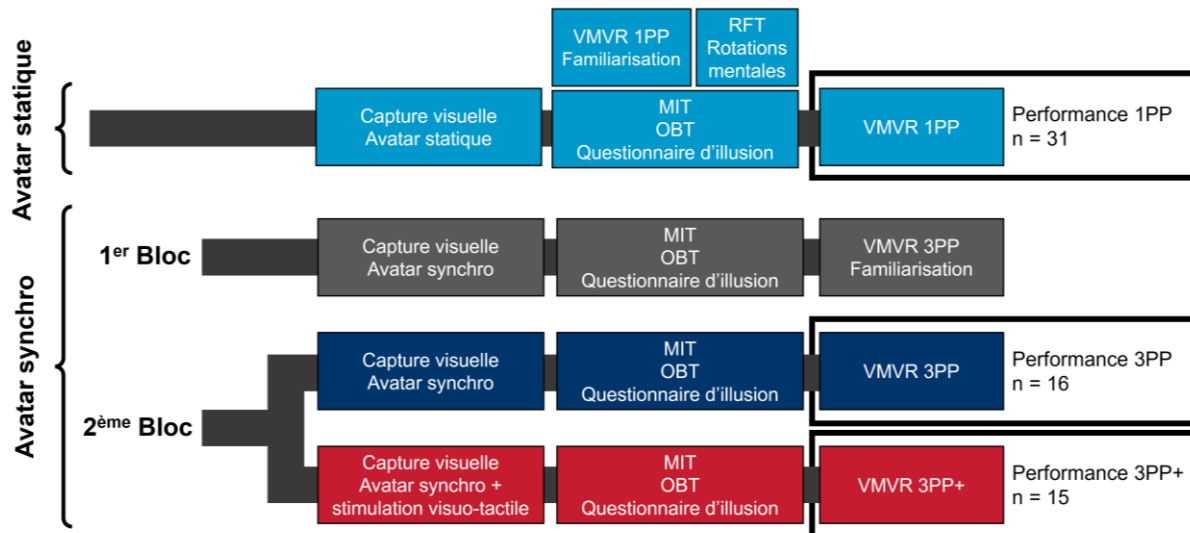 Avatar statique
VMVR 1PP
Familiarisation
RFT
Rotations
mentales
Capture visuelle
Avatar statique
MIT
OBT
Questionnaire d'illusion
VMVR 1PP
Performance 1PP
n = 31
Avatar synchro
1er Bloc
Capture visuelle
Avatar synchro
MIT
OBT
Questionnaire d'illusion
VMVR 3PP
Familiarisation
2ème Bloc
Capture visuelle
Avatar synchro
MIT
OBT
Questionnaire d'illusion
VMVR 3PP
Performance 3PP
n = 16
Capture visuelle
Avatar synchro +
stimulation visuo-tactile
MIT
OBT
Questionnaire d'illusion
VMVR 3PP+
Performance 3PP+
n = 15